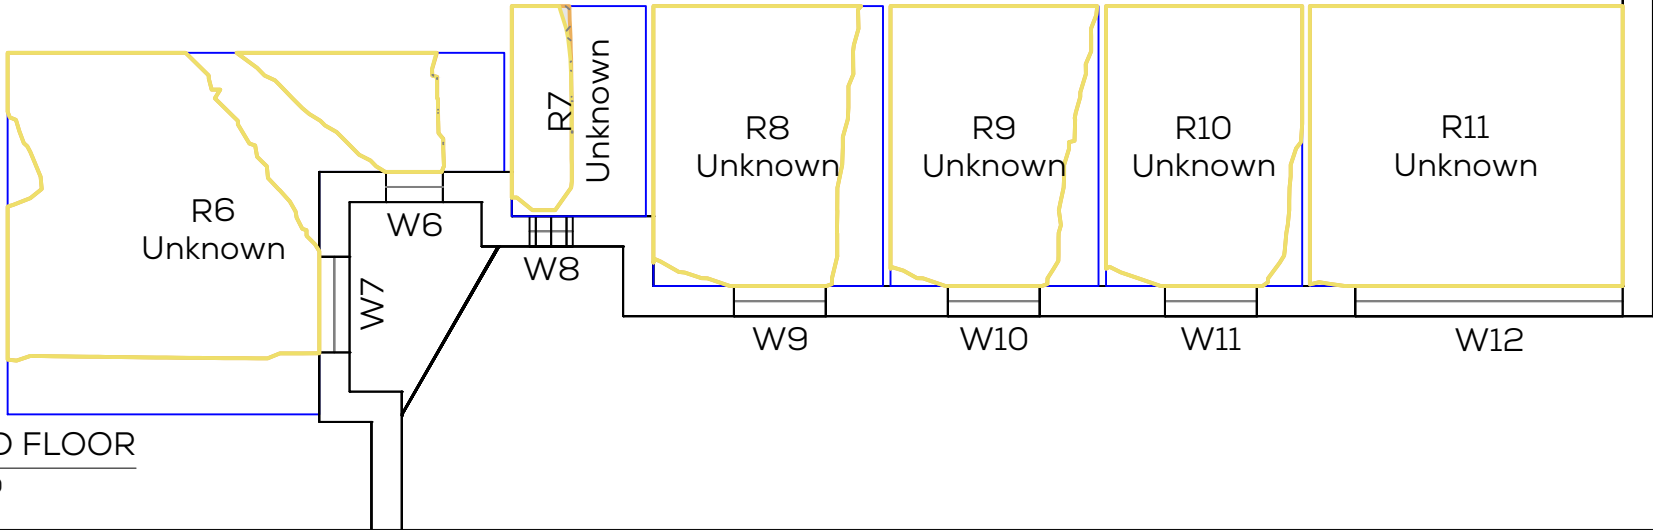 R6
Unknown
W6
W7
R7
Unknown
W8
R8
Unknown
W9
R9
Unknown
W10
R10
Unknown
W11
R11
Unknown
W12
FLOOR